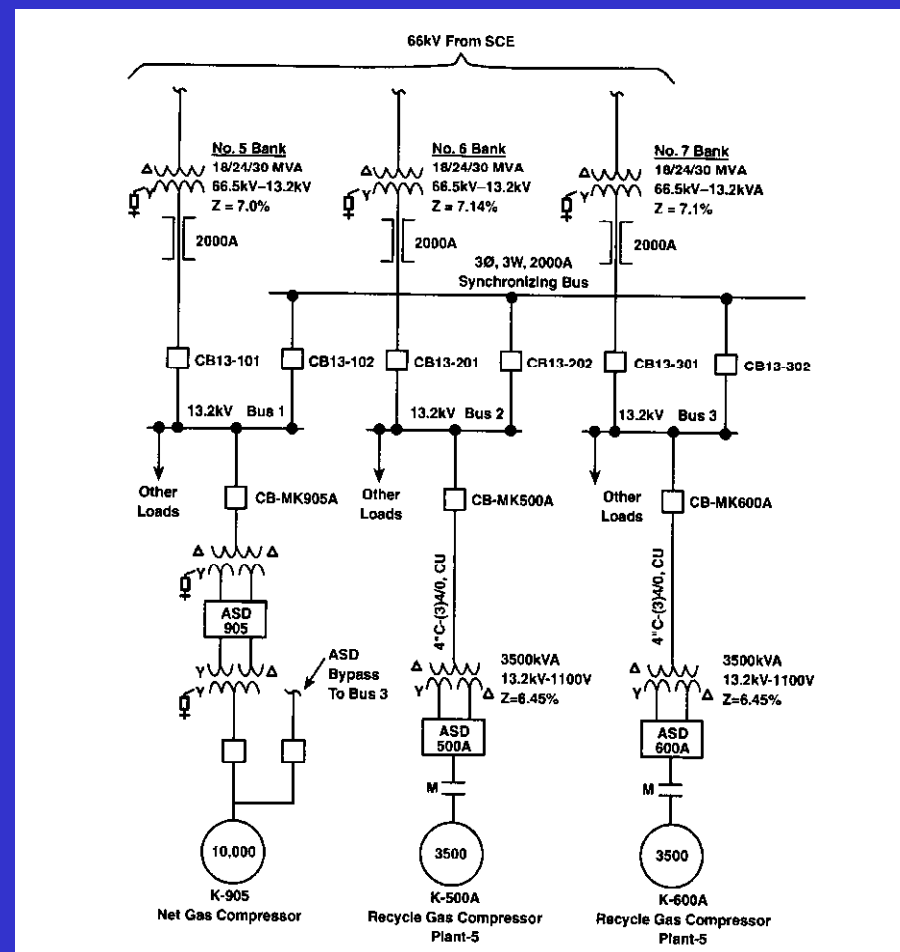 66kV From SCE
No. 5 Bank
18/24/30 MVA
66.5kV–13.2kV
Z = 7.0%
Δ
Y
2000A
No. 6 Bank
18/24/30 MVA
66.5kV–13.2kV
Z = 7.14%
Δ
Y
2000A
No. 7 Bank
18/24/30 MVA
66.5kV–13.2kVA
Z = 7.1%
Δ
Y
2000A
3Ø, 3W, 2000A
Synchronizing Bus
CB13-101
CB13-102
CB13-201
CB13-202
CB13-301
CB13-302
13.2kV Bus 1
13.2kV Bus 2
13.2kV Bus 3
Other
Loads
CB-MK905A
Other
Loads
CB-MK500A
Other
Loads
CB-MK600A
Δ Δ
Y
ASD
905
Y Δ
Y
ASD
Bypass
To Bus 3
4"C-(3)4/0, CU
Δ
Y Δ
3500kVA
13.2kV-1100V
Z=6.45%
ASD
500A
M
4"C-(3)4/0, CU
Δ
Y Δ
3500kVA
13.2kV-1100V
Z=6.45%
ASD
600A
M
10,000
K-905
Net Gas Compressor
3500
K-500A
Recycle Gas Compressor
Plant-5
3500
K-600A
Recycle Gas Compressor
Plant-5